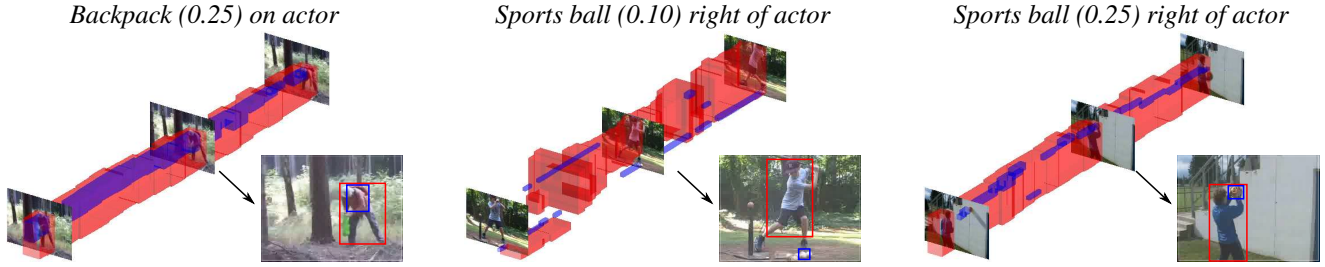 Backpack (0.25) on actor
Sports ball (0.10) right of actor
Sports ball (0.25) right of actor